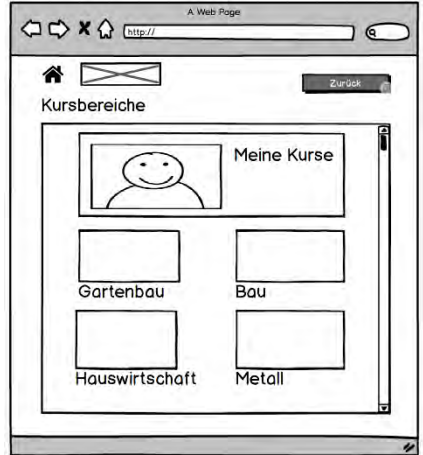 A Web Page
http://
Zurück
Kursbereiche
Meine Kurse
Gartenbau
Bau
Hauswirtschaft
Metall